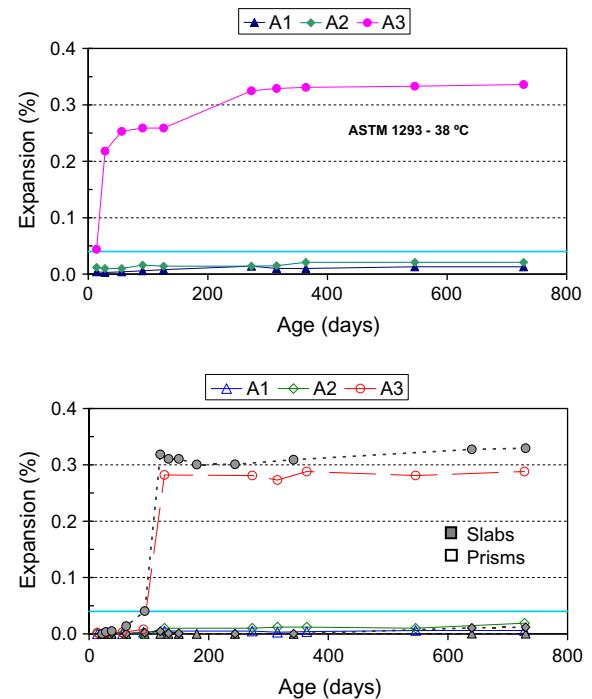 A1 A2 A3
0.4
0.3
0.2
0.1
0.0
Expansion (%)
ASTM 1293 - 38 ºC
0 200 400 600 800
Age (days)
A1 A2 A3
0.4
0.3
0.2
0.1
0.0
Expansion (%)
Slabs
Prisms
0 200 400 600 800
Age (days)